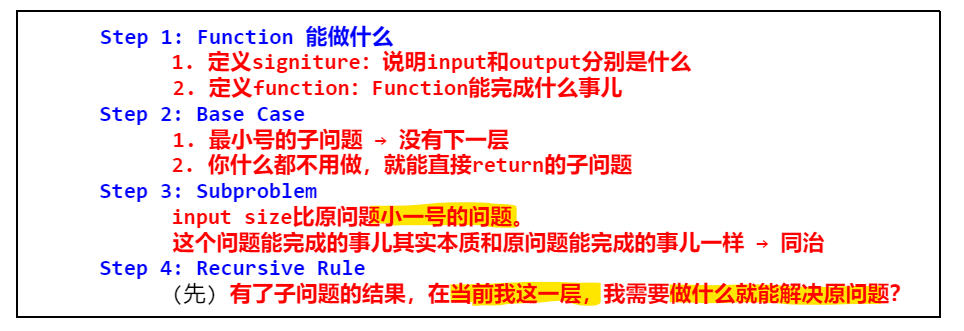 Step 1: Function 能做什么
1. 定义signiture: 说明input和output分别是什么
2. 定义function: Function能完成什么事儿
Step 2: Base Case
1. 最小号的子问题 → 没有下一层
2. 你什么都不用做，就能直接return的子问题
Step 3: Subproblem
input size比原问题小一号的问题。
这个问题能完成的事儿其实本质和原问题能完成的事儿一样 → 同治
Step 4: Recursive Rule
(先) 有了子问题的结果，在当前我这一层，我需要做什么就能解决原问题?